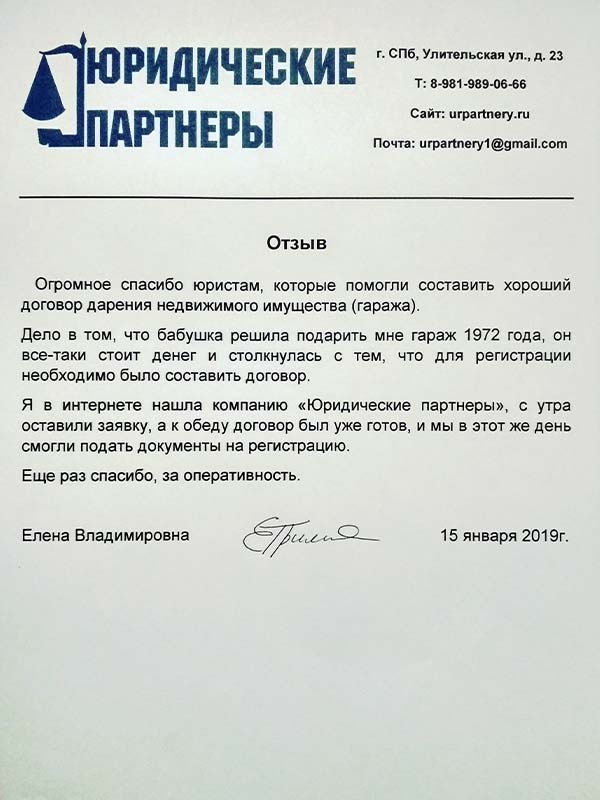 ЮРИДИЧЕСКИЕ
ПАРТНЕРЫ
г. СПб, Улительская ул., д. 23
Т: 8-981-989-06-66
Сайт: urpartnery.ru
Почта: urpartnery1@gmail.com
Отзыв
Огромное спасибо юристам, которые помогли составить хороший
договор дарения недвижимого имущества (гаража).
Дело в том, что бабушка решила подарить мне гараж 1972 года, он
все-таки стоит денег и столкнулась с тем, что для регистрации
необходимо было составить договор.
Я в интернете нашла компанию «Юридические партнеры», с утра
оставили заявку, а к обеду договор был уже готов, и мы в этот же день
смогли подать документы на регистрацию.
Еще раз спасибо, за оперативность.
Елена Владимировна
15 января 2019г.